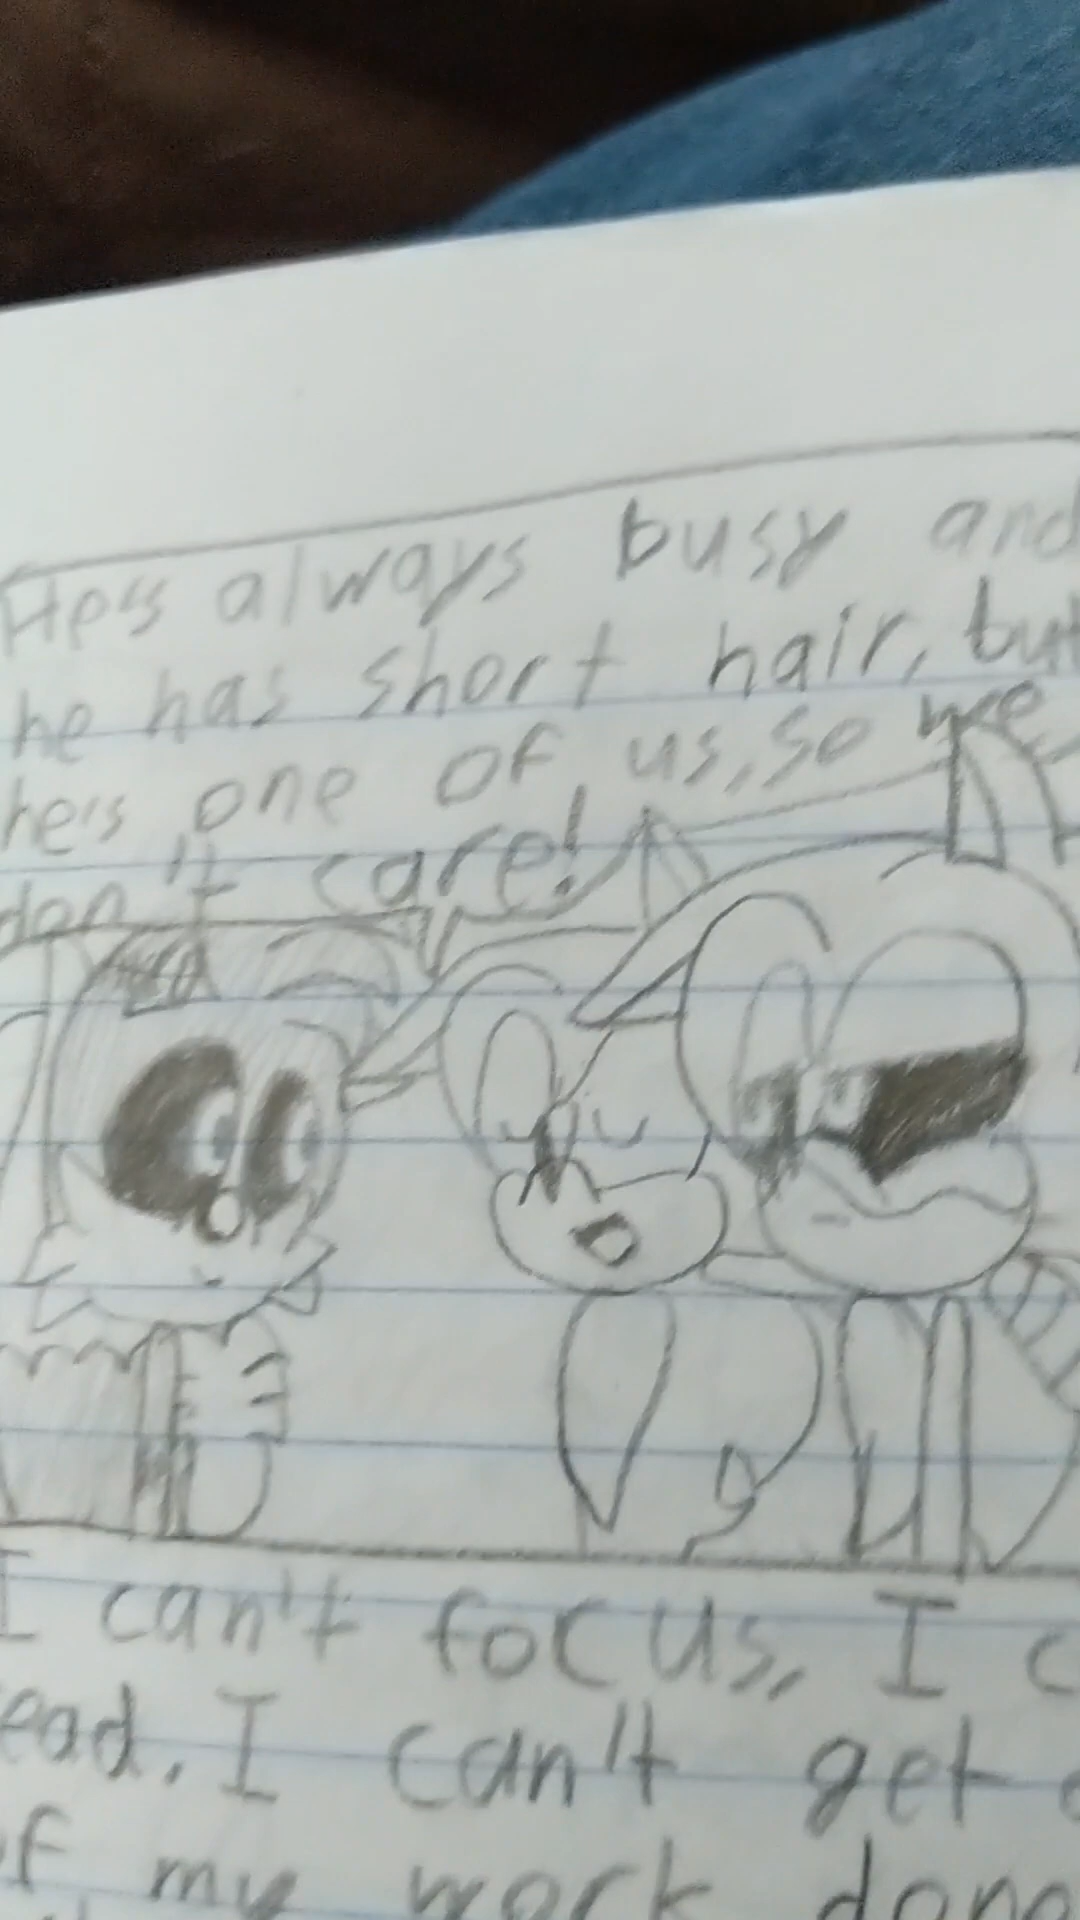 He's always busy and
he has short hair, but
he's one of us, so we
don't care!
I can't focus, I c
ead. I can't get
of my work done